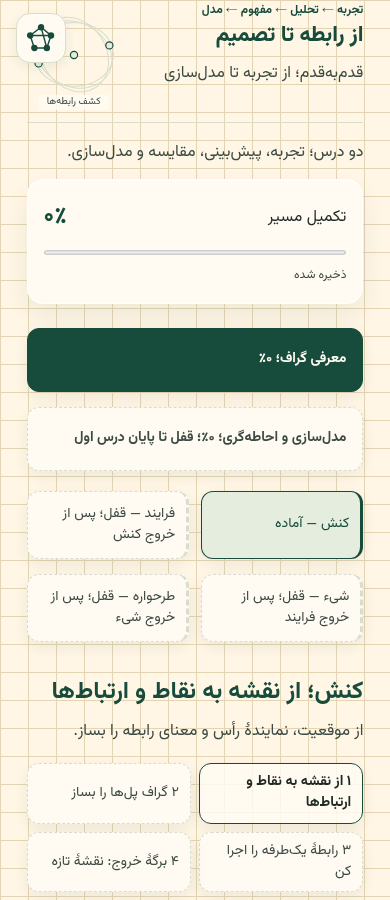 تجربه ← تحلیل ← مفهوم ← مدل
از رابطه تا تصمیم
قدم‌به‌قدم؛ از تجربه تا مدل‌سازی
کشف رابطه‌ها
دو درس؛ تجربه، پیش‌بینی، مقایسه و مدل‌سازی.
تکمیل مسیر
۰٪
ذخیره شده
معرفی گراف؛ ۰٪
مدل‌سازی و احاطه‌گری؛ ۰٪؛ قفل تا پایان درس اول
کنش — آماده
فرایند — قفل؛ پس از
خروج کنش
شیء — قفل؛ پس از
خروج فرایند
طرحواره — قفل؛ پس از
خروج شیء
کنش؛ از نقشه به نقاط و ارتباط‌ها
از موقعیت، نمایندهٔ رأس و معنای رابطه را بساز.
۱ از نقشه به نقاط و
ارتباط‌ها
۲ گراف پل‌ها را بساز
۳ رابطهٔ یک‌طرفه را اجرا
کن
۴ برگهٔ خروج: نقشهٔ تازه